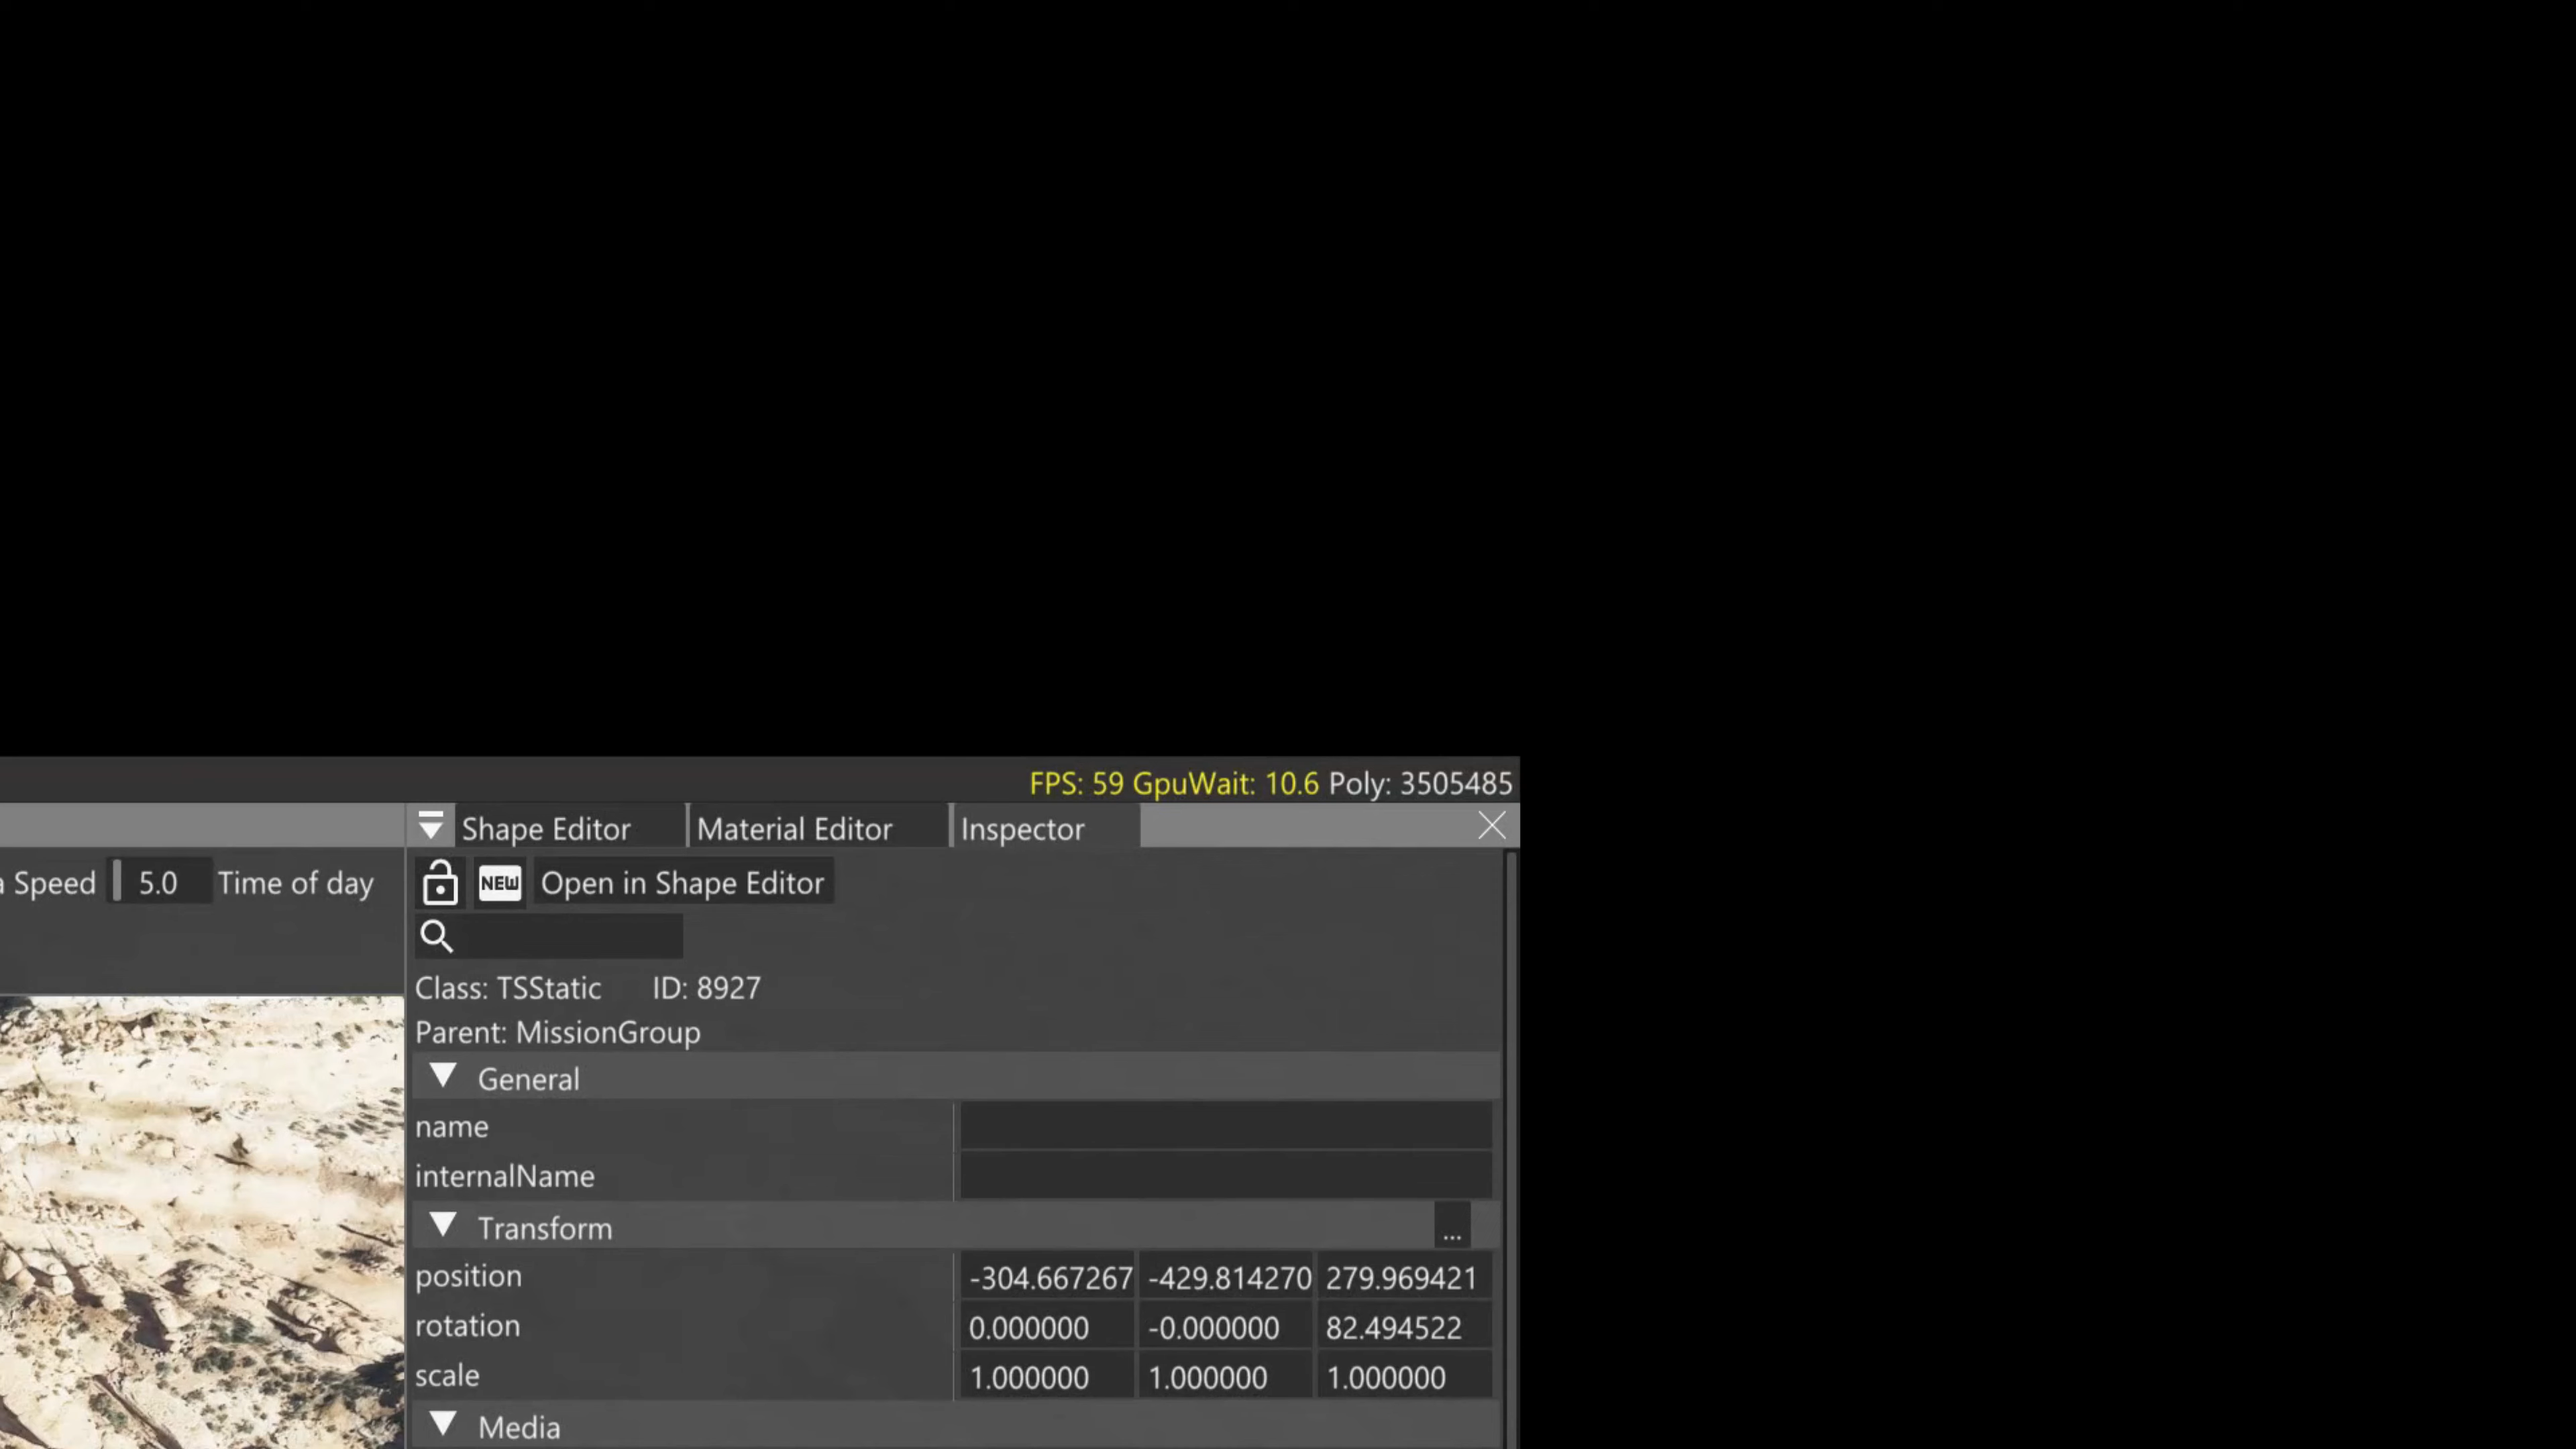 FPS: 59 GpuWait: 10.6 Poly: 3505485
Shape Editor Material Editor Inspector
Speed 5.0 Time of day NEW Open in Shape Editor
Class: TSStatic ID: 8927
Parent: MissionGroup
General
name
internalName
Transform ...
position -304.667267 -429.814270 279.969421
rotation 0.000000 -0.000000 82.494522
scale 1.000000 1.000000 1.000000
Media